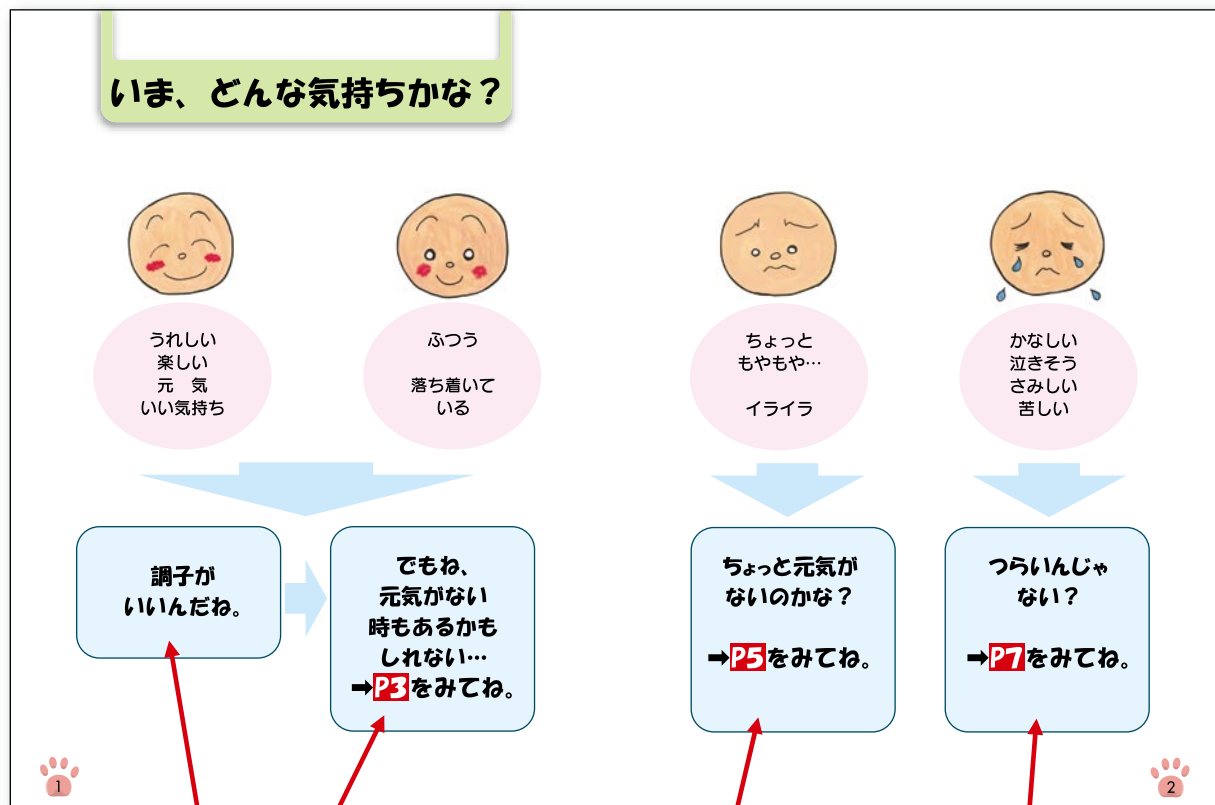 いま、どんな気持ちかな？
うれしい
楽しい
元　気
いい気持ち
ふつう
落ち着いて
いる
ちょっと
もやもや…
イライラ
かなしい
泣きそう
さみしい
苦しい
調子が
いいんだね。
でもね、
元気がない
時もあるかも
しれない…
➡P3をみてね。
ちょっと元気が
ないのかな？
➡P5をみてね。
つらいんじゃ
ない？
➡P7をみてね。
1
2